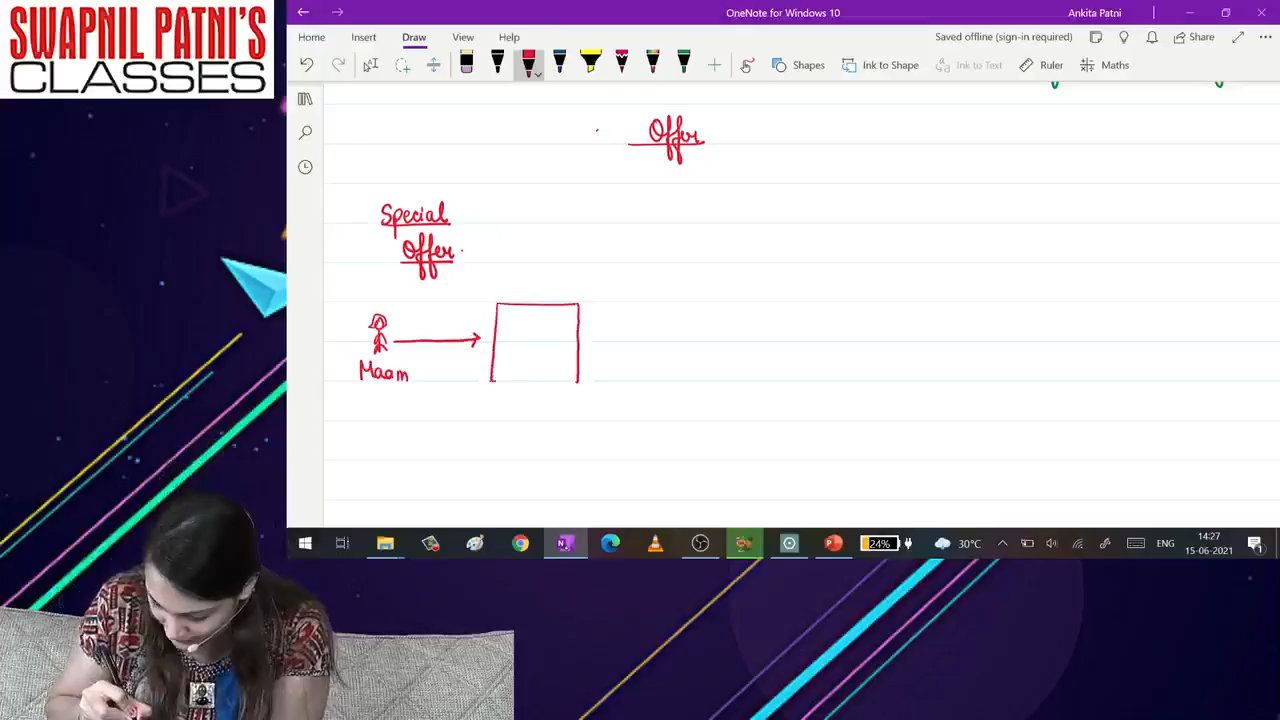 SWAPNIL PATNI'S
CLASSES
OneNote for Windows 10
Ankita Patni
Home Insert Draw View Help
Saved offline (sign-in required) Share
Shapes Ink to Shape Ink to Text Ruler Maths
Offer
Special
Offer
Maam
24% 30°C ENG 14:27
15-06-2021